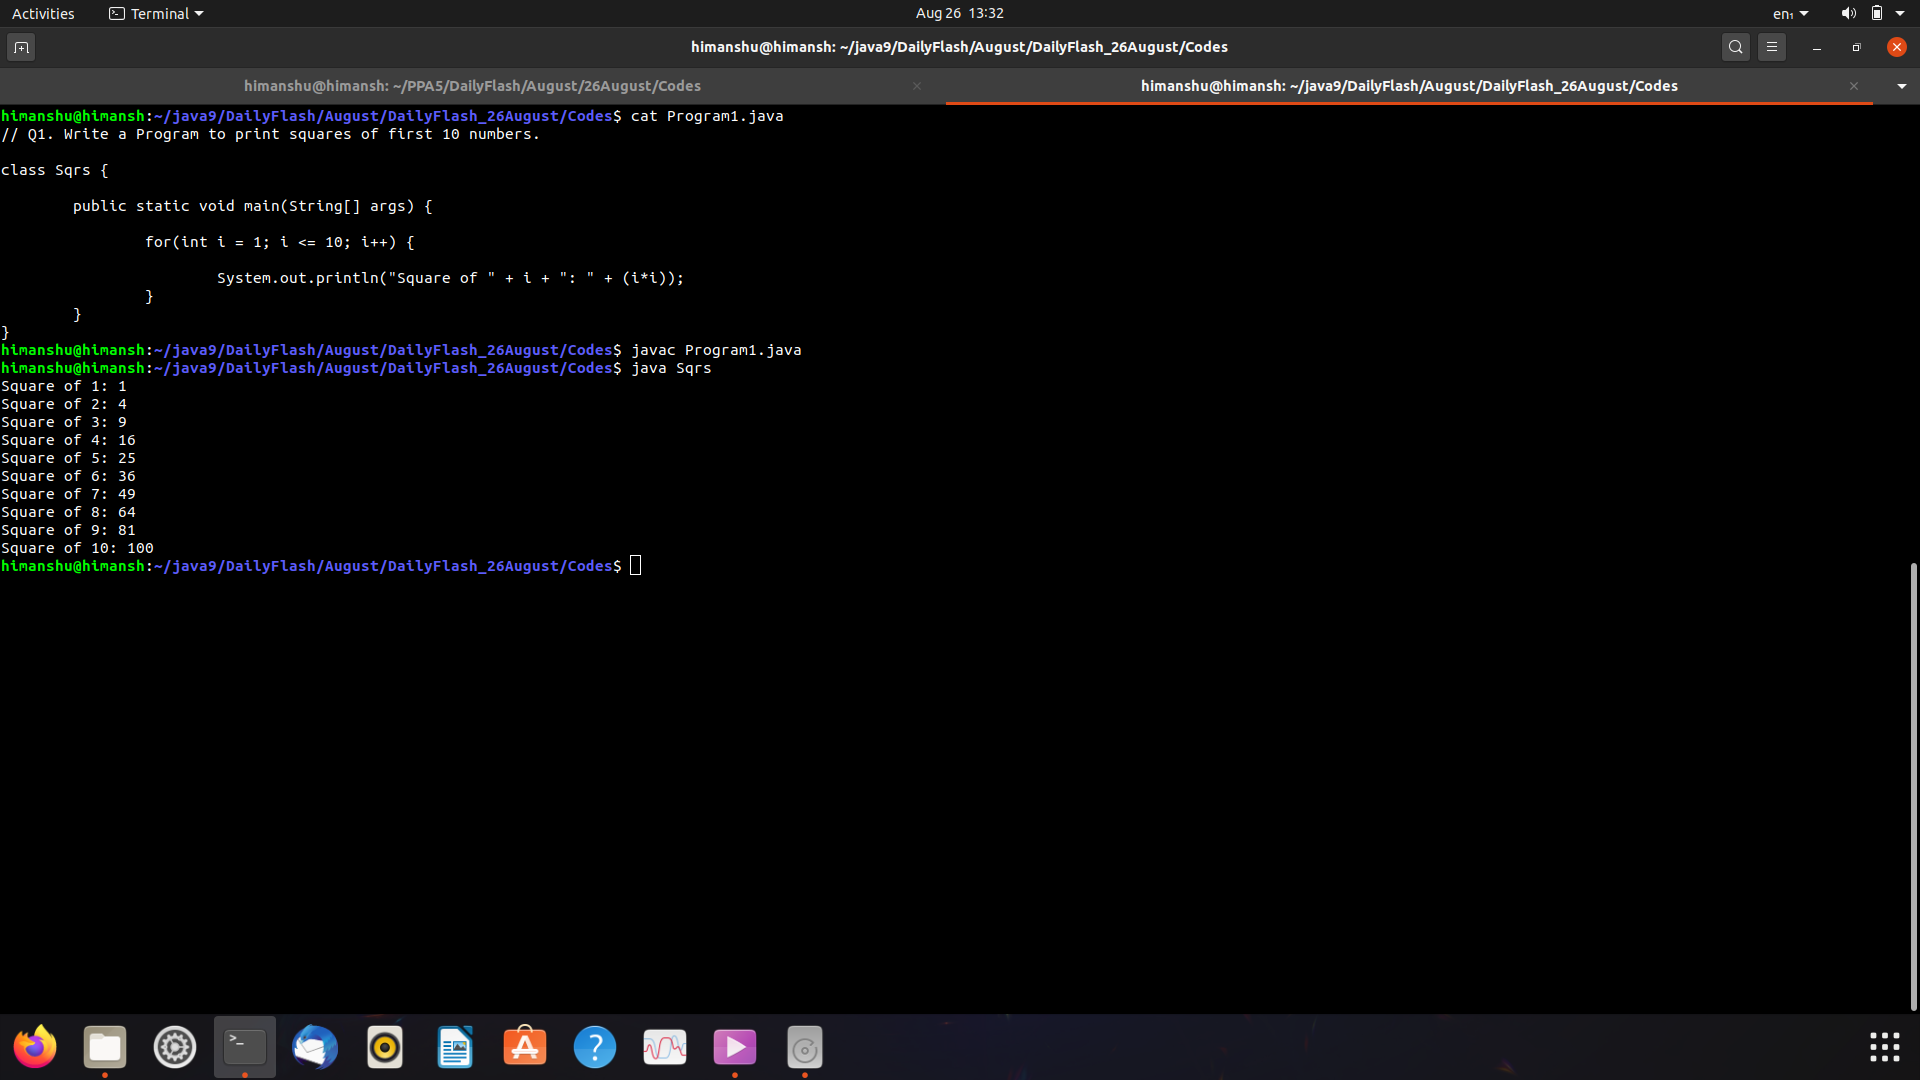 Activities Terminal Aug 26 13:32 en₁
himanshu@himansh: ~/java9/DailyFlash/August/DailyFlash_26August/Codes
himanshu@himansh: ~/PPA5/DailyFlash/August/26August/Codes himanshu@himansh: ~/java9/DailyFlash/August/DailyFlash_26August/Codes
himanshu@himansh:~/java9/DailyFlash/August/DailyFlash_26August/Codes$ cat Program1.java
// Q1. Write a Program to print squares of first 10 numbers.
class Sqrs {
public static void main(String[] args) {
for(int i = 1; i <= 10; i++) {
System.out.println("Square of " + i + ": " + (i*i));
}
}
}
himanshu@himansh:~/java9/DailyFlash/August/DailyFlash_26August/Codes$ javac Program1.java
himanshu@himansh:~/java9/DailyFlash/August/DailyFlash_26August/Codes$ java Sqrs
Square of 1: 1
Square of 2: 4
Square of 3: 9
Square of 4: 16
Square of 5: 25
Square of 6: 36
Square of 7: 49
Square of 8: 64
Square of 9: 81
Square of 10: 100
himanshu@himansh:~/java9/DailyFlash/August/DailyFlash_26August/Codes$